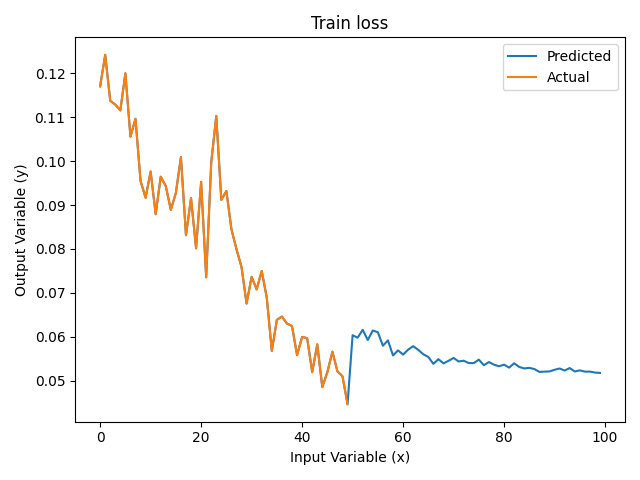 Train loss
Predicted
Actual
Output Variable (y)
0.12
0.11
0.10
0.09
0.08
0.07
0.06
0.05
0
20
40
60
80
100
Input Variable (x)